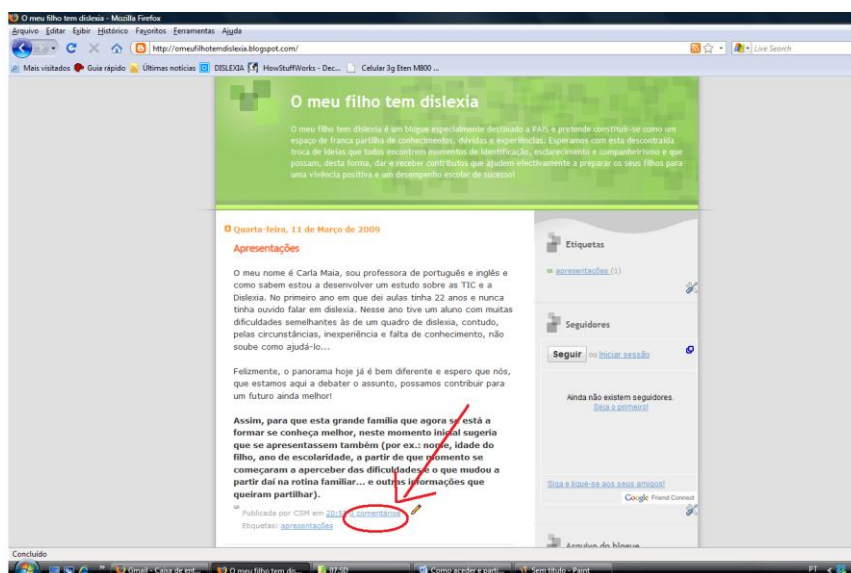 O meu filho tem dislexia - Mozilla Firefox
Arquivo Editar Exibir Histórico Favoritos Ferramentas Ajuda
http://omeufilhotemdislexia.blogspot.com/
Live Search
Mais visitados Guia rápido Últimas notícias DISLEXIA HowStuffWorks - Dec... Celular 3g Eten M800 ...
O meu filho tem dislexia
O meu filho tem dislexia é um blogue especialmente destinado a PAIS e pretende constituir-se como um
espaço de franca partilha de conhecimentos, dúvidas e experiências. Esperamos com esta descontraída
troca de ideias que todos encontrem momentos de identificação, esclarecimento e companheirismo e que
possam, desta forma, dar e receber contributos que ajudem efectivamente a preparar os seus filhos para
uma vivência positiva e um desempenho escolar de sucesso!
Quarta-feira, 11 de Março de 2009
Apresentações
O meu nome é Carla Maia, sou professora de português e inglês e
como sabem estou a desenvolver um estudo sobre as TIC e a
Dislexia. No primeiro ano em que dei aulas tinha 22 anos e nunca
tinha ouvido falar em dislexia. Nesse ano tive um aluno com muitas
dificuldades semelhantes às de um quadro de dislexia, contudo,
pelas circunstâncias, inexperiência e falta de conhecimento, não
soube como ajudá-lo...
Felizmente, o panorama hoje já é bem diferente e espero que nós,
que estamos aqui a debater o assunto, possamos contribuir para
um futuro ainda melhor!
Assim, para que esta grande família que agora se está a
formar se conheça melhor, neste momento inicial sugeria
que se apresentassem também (por ex.: nome, idade do
filho, ano de escolaridade, a partir de que momento se
começaram a aperceber das dificuldades e o que mudou a
partir daí na rotina familiar... e outras informações que
queiram partilhar).
Publicada por CSM em 0 comentários
Etiquetas: apresentações
Etiquetas
apresentações (1)
Seguidores
Seguir ou Iniciar sessão
Ainda não existem seguidores.
Seja o primeiro!
Siga e ligue-se aos seus amigos!
Google Friend Connect
Arquivo do blogue
Concluído
Gmail - Caixa de ent... O meu filho tem dis... 07.SD Como aceder e parti... Sem título - Paint PT